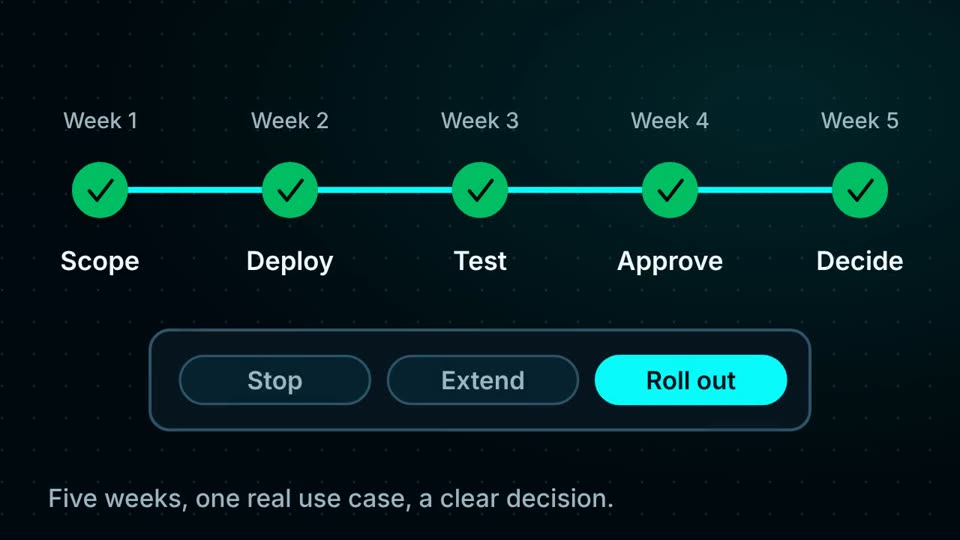 Week 1 Week 2 Week 3 Week 4 Week 5
Scope Deploy Test Approve Decide
Stop Extend Roll out
Five weeks, one real use case, a clear decision.